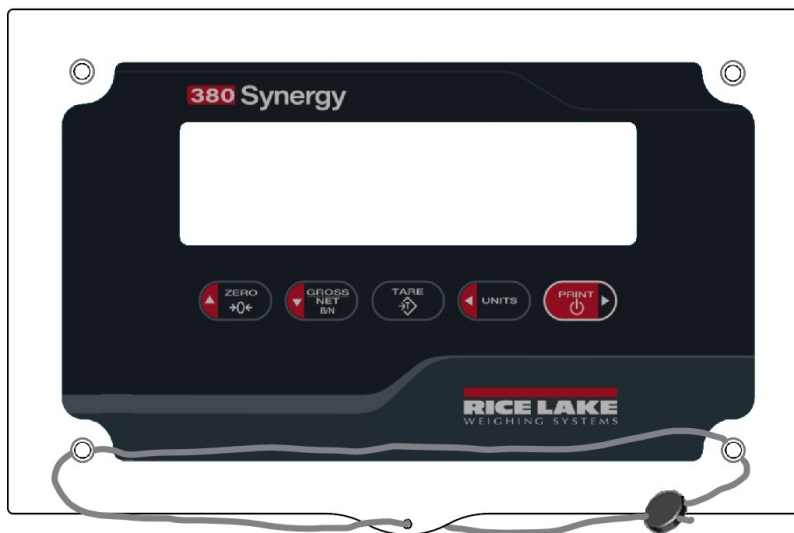 380 Synergy
ZERO
→0←
GROSS
NET
B/N
TARE
→T←
UNITS
PRINT
RICE LAKE
WEIGHING SYSTEMS